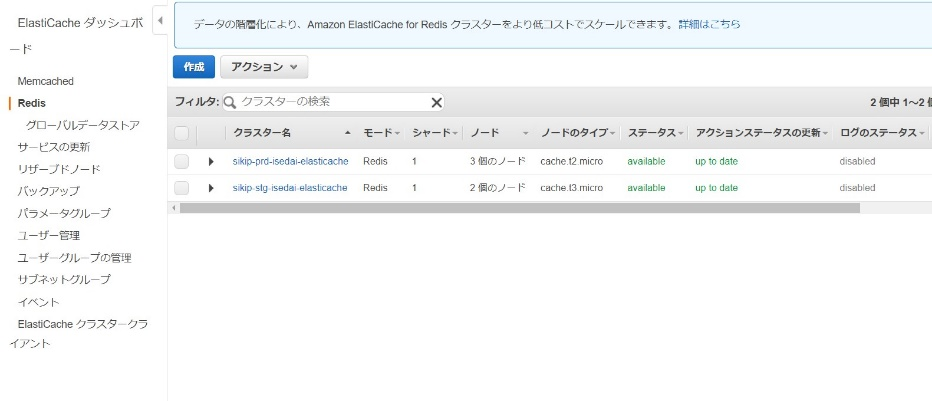 ElastiCache ダッシュボ
ード
Memcached
Redis
グローバルデータストア
サービスの更新
リザーブドノード
バックアップ
パラメータグループ
ユーザー管理
ユーザーグループの管理
サブネットグループ
イベント
ElastiCache クラスタークラ
イアント
データの階層化により、Amazon ElastiCache for Redis クラスターをより低コストでスケールできます。詳細はこちら
作成 アクション
フィルタ: クラスターの検索 2 個中 1～2 個
クラスター名 モード シャード ノード ノードのタイプ ステータス アクションステータスの更新 ログのステータス
sikip-prd-isedai-elasticache Redis 1 3 個のノード cache.t2.micro available up to date disabled
sikip-stg-isedai-elasticache Redis 1 2 個のノード cache.t3.micro available up to date disabled